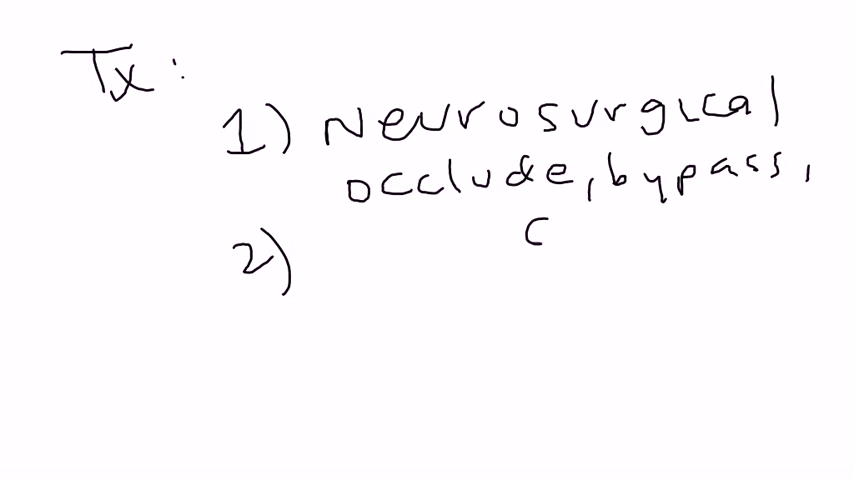 Tx:
1) Neurosurgical
occlude, bypass,
C
2)